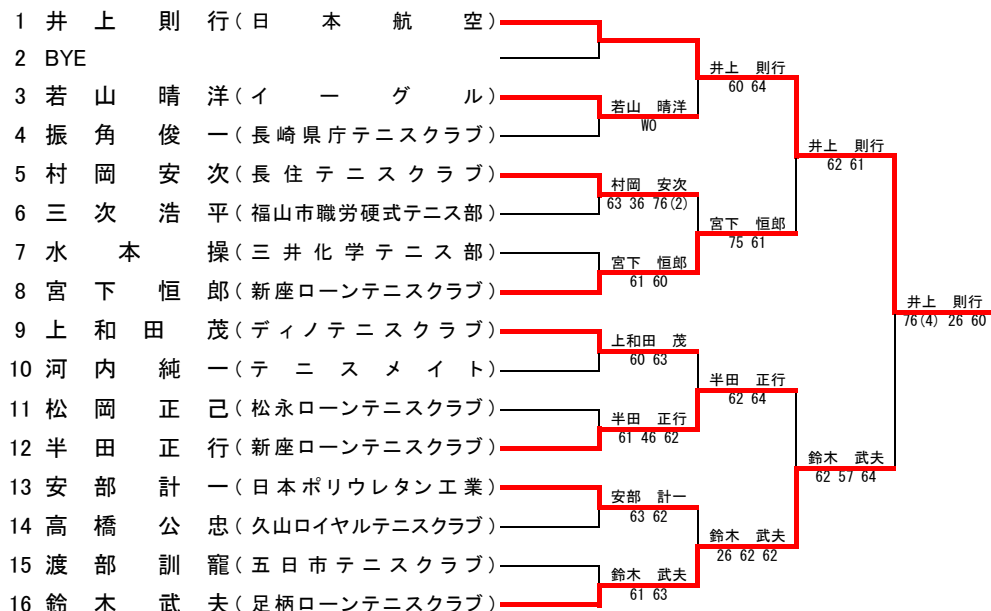 1 井上 則行(日本航空)
2 BYE
3 若山 晴洋(イーグル)
4 振角 俊一(長崎県庁テニスクラブ)
5 村岡 安次(長住テニスクラブ)
6 三次 浩平(福山市職労硬式テニス部)
7 水本 操(三井化学テニス部)
8 宮下 恒郎(新座ローンテニスクラブ)
9 上和田 茂(ディノテニスクラブ)
10 河内 純一(テニスメイト)
11 松岡 正己(松永ローンテニスクラブ)
12 半田 正行(新座ローンテニスクラブ)
13 安部 計一(日本ポリウレタン工業)
14 高橋 公忠(久山ロイヤルテニスクラブ)
15 渡部 訓寵(五日市テニスクラブ)
16 鈴木 武夫(足柄ローンテニスクラブ)
若山 晴洋
WO
村岡 安次
63 36 76(2)
宮下 恒郎
61 60
上和田 茂
60 63
半田 正行
61 46 62
安部 計一
63 62
鈴木 武夫
61 63
井上 則行
60 64
宮下 恒郎
75 61
半田 正行
62 64
鈴木 武夫
26 62 62
井上 則行
62 61
鈴木 武夫
62 57 64
井上 則行
76(4) 26 60